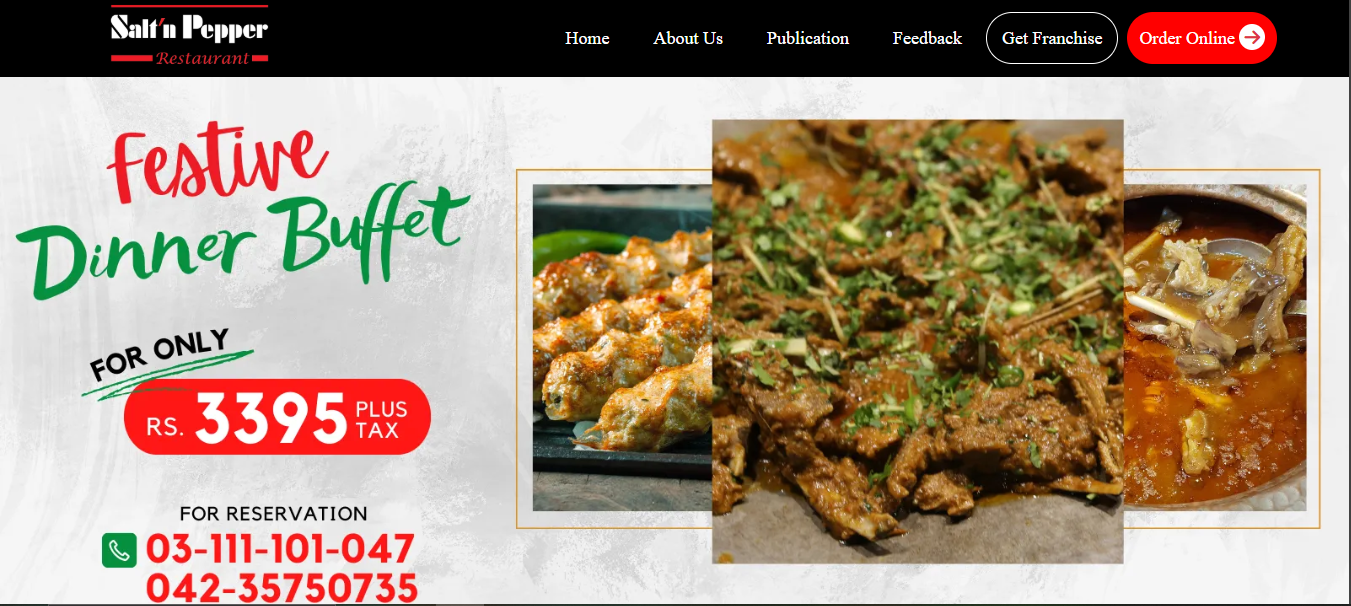 Salt'n Pepper
Restaurant
Home
About Us
Publication
Feedback
Get Franchise
Order Online
Festive
Dinner Buffet
FOR ONLY
RS. 3395 PLUS
TAX
FOR RESERVATION
03-111-101-047
042-35750735